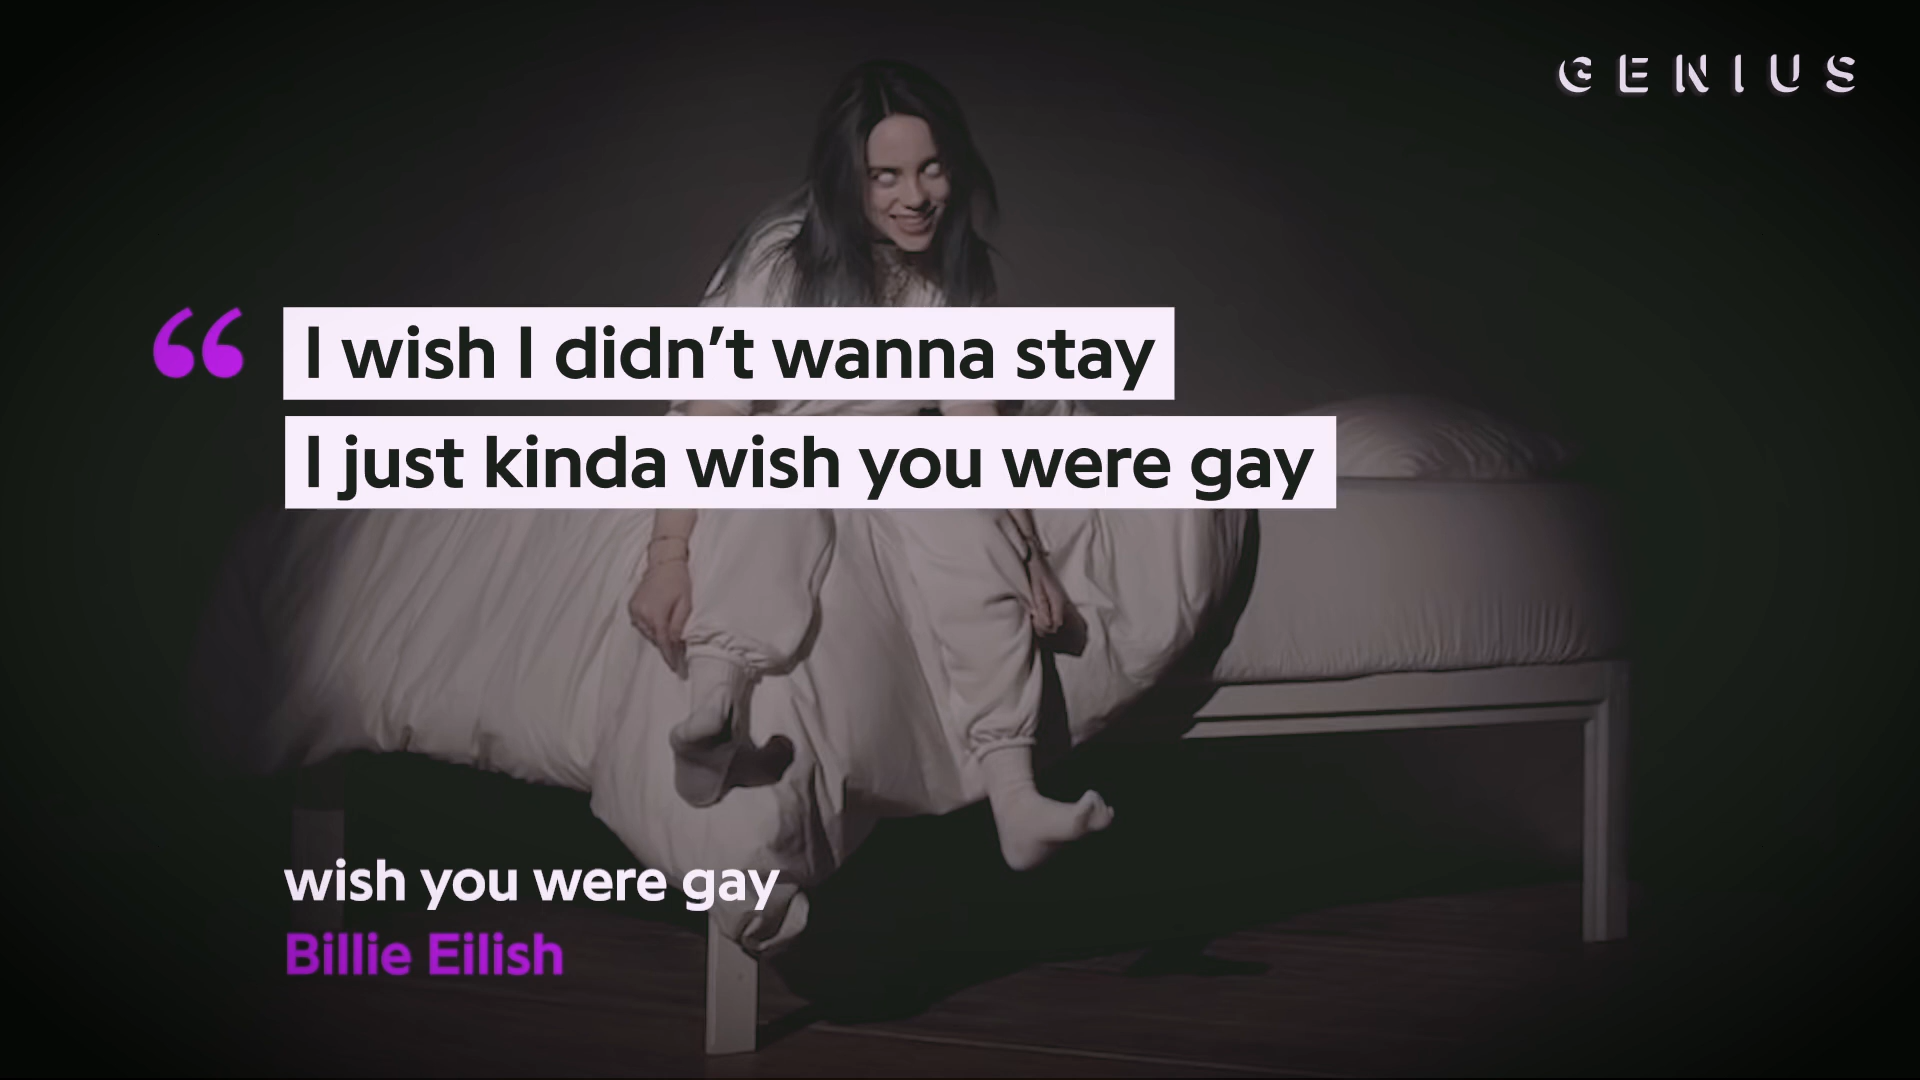 GENIUS
“ I wish I didn’t wanna stay
I just kinda wish you were gay
wish you were gay
Billie Eilish